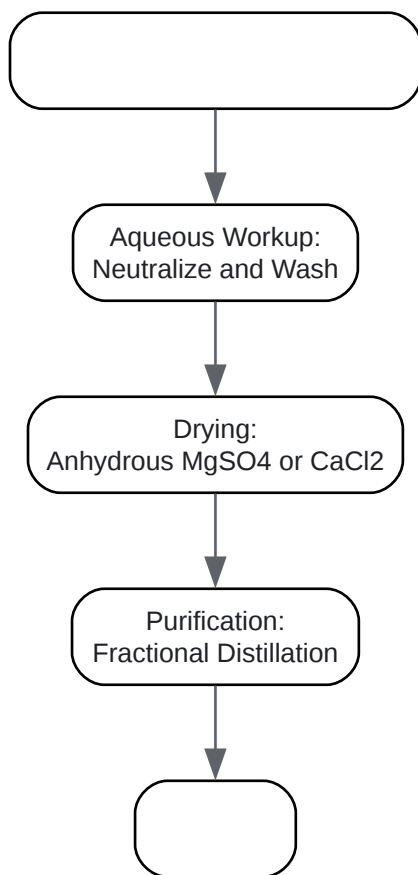 Aqueous Workup:
Neutralize and Wash
Drying:
Anhydrous MgSO4 or CaCl2
Purification:
Fractional Distillation